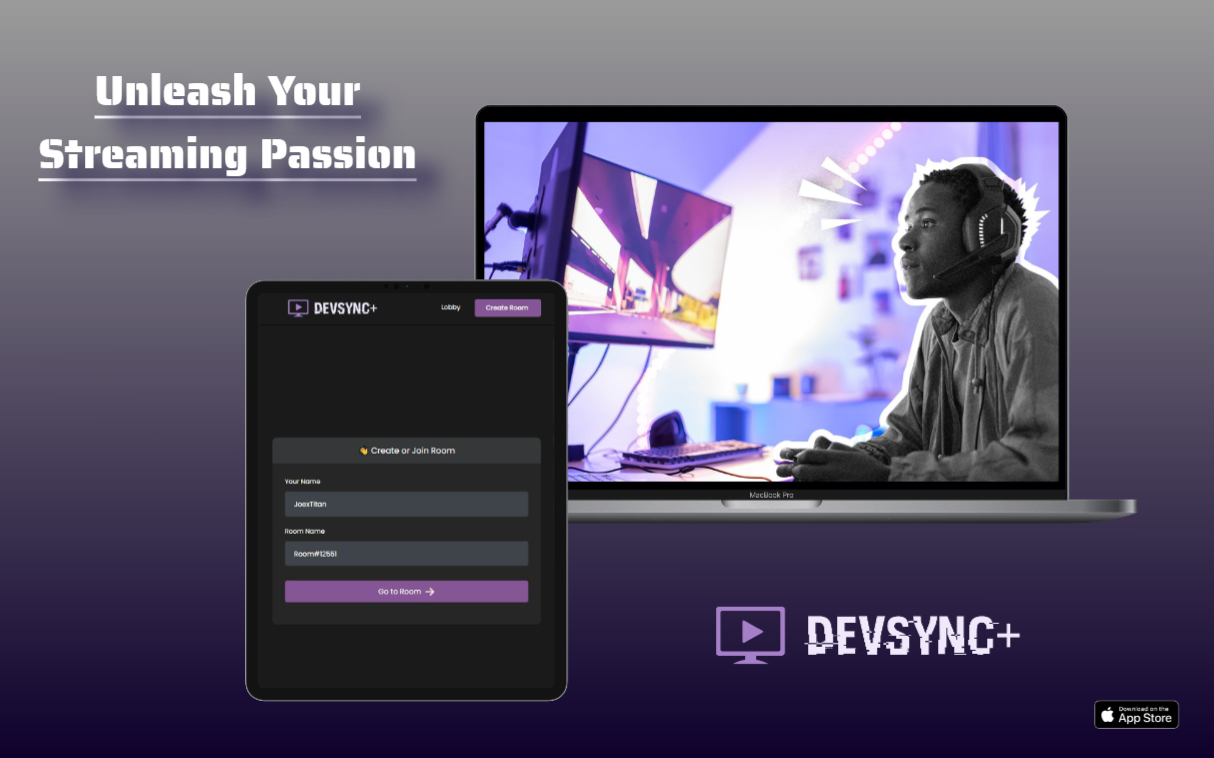 Unleash Your
Streaming Passion
DEVSYNC+
Lobby
Create Room
👋 Create or Join Room
Your Name
JoexTitan
Room Name
Room#12561
Go to Room →
MacBook Pro
DEVSYNC+
Download on the
App Store